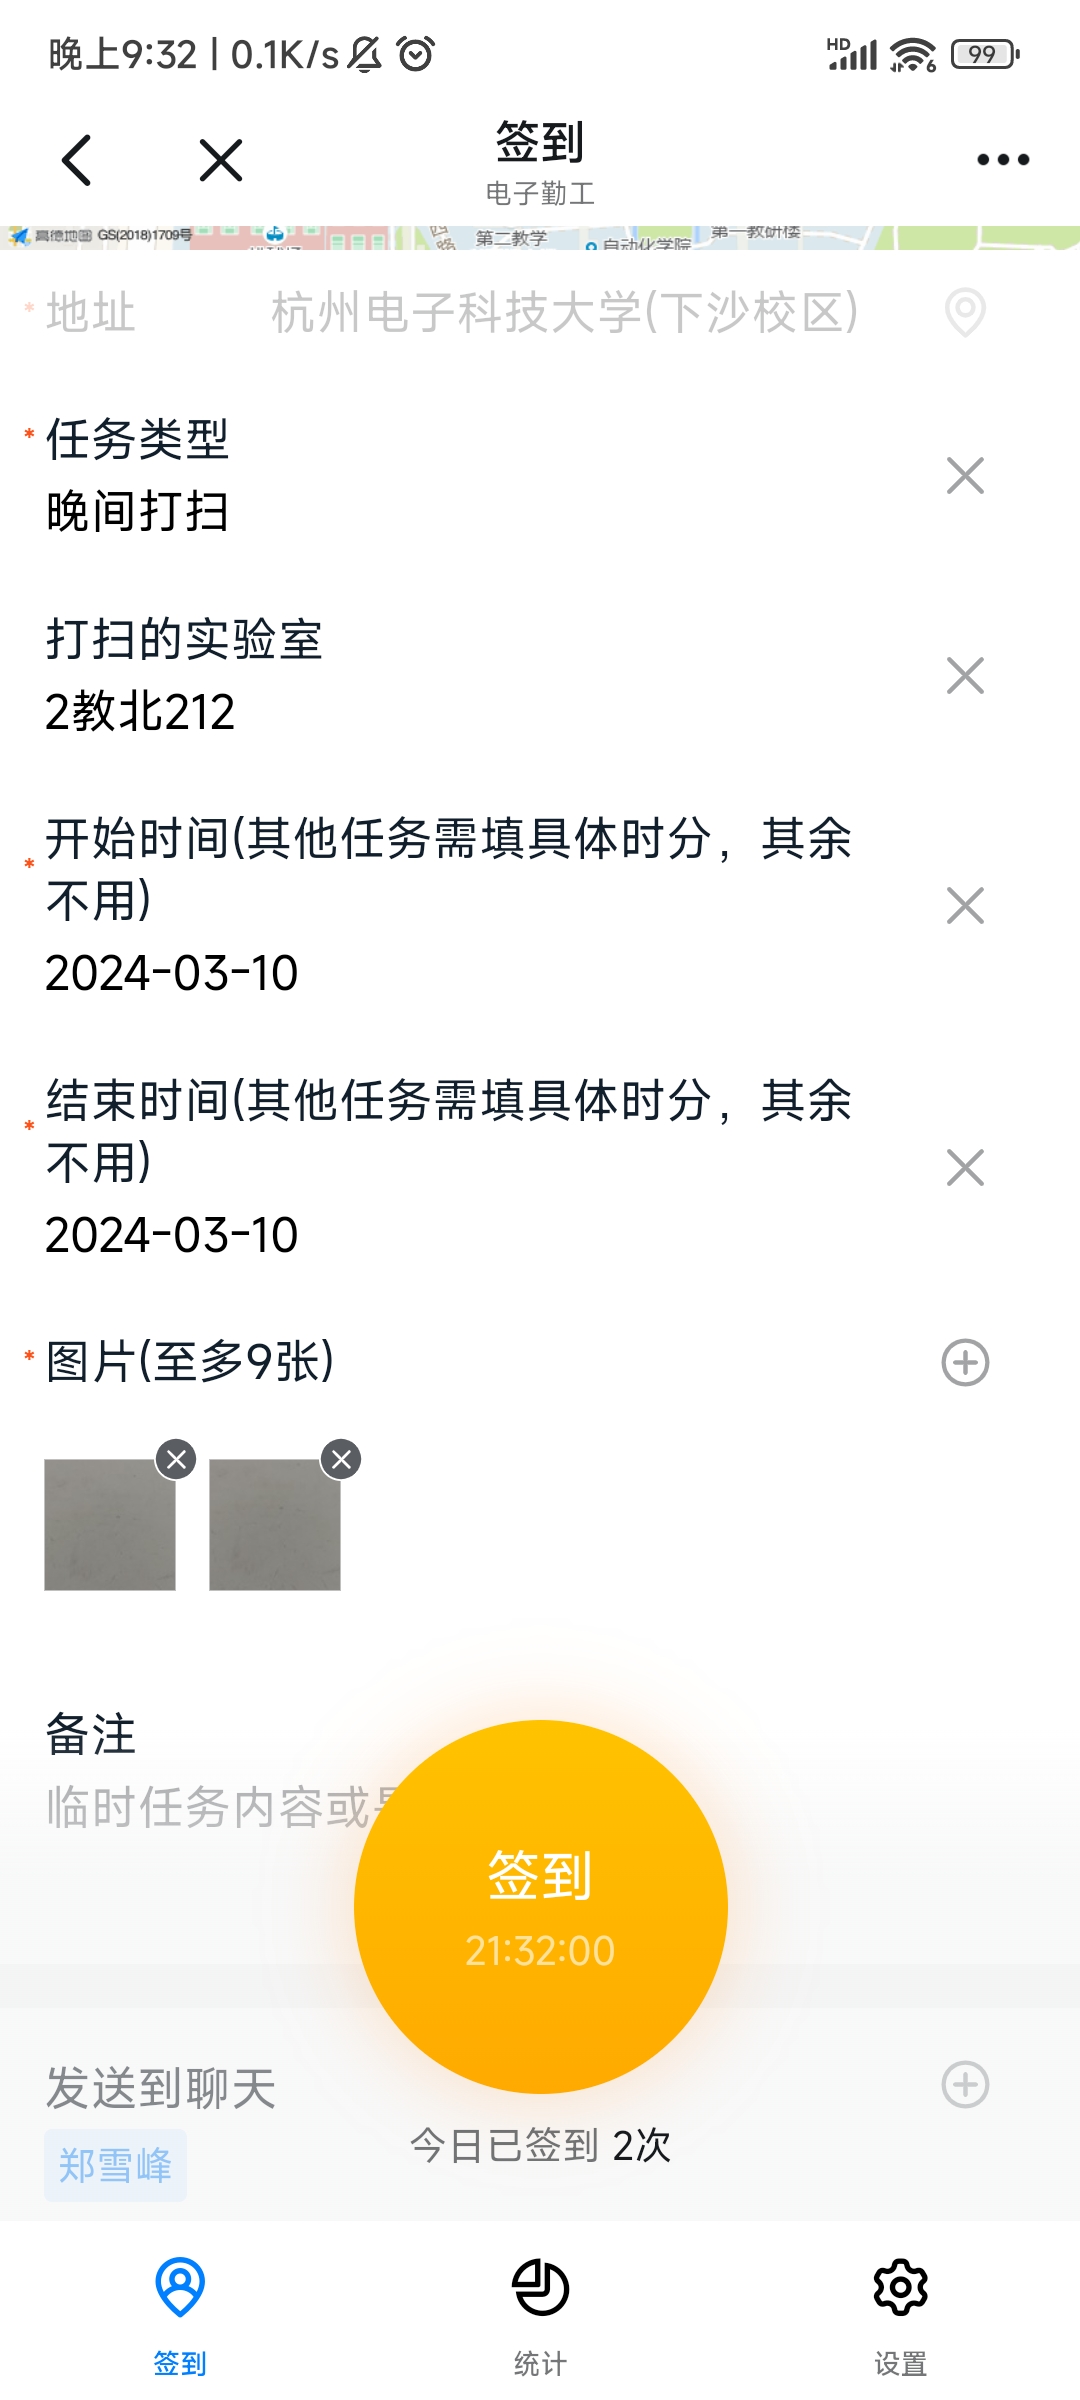 晚上9:32 | 0.1K/s
HD
6
99
签到
电子勤工
高德地图 GS(2018)1709号
第二教学
自动化学院
第一教研楼
* 地址 杭州电子科技大学(下沙校区)
* 任务类型
晚间打扫
打扫的实验室
2教北212
* 开始时间(其他任务需填具体时分，其余
不用)
2024-03-10
* 结束时间(其他任务需填具体时分，其余
不用)
2024-03-10
* 图片(至多9张)
备注
临时任务内容或
签到
21:32:00
发送到聊天
郑雪峰
今日已签到 2次
签到
统计
设置